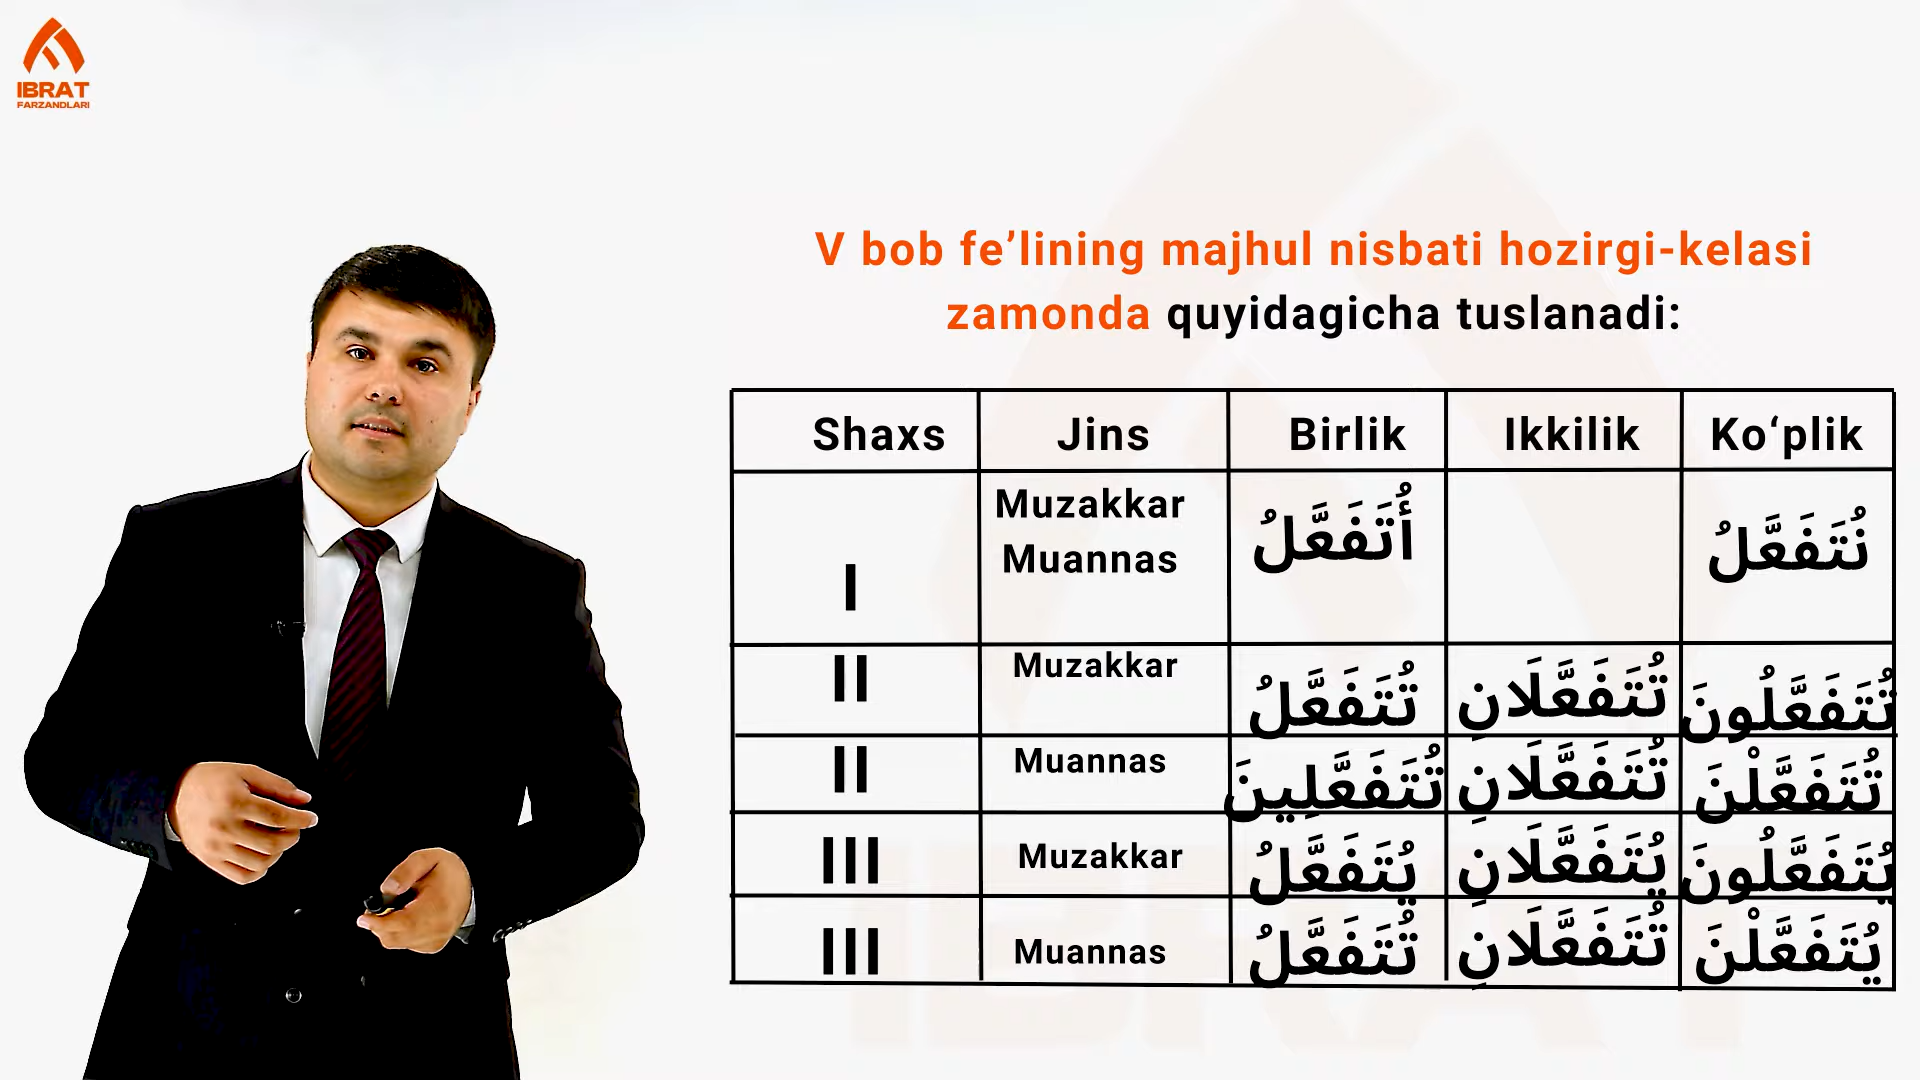 IBRAT
FARZANDLARI
V bob fe’lining majhul nisbati hozirgi-kelasi
zamonda quyidagicha tuslanadi:
Shaxs Jins Birlik Ikkilik Ko‘plik
I Muzakkar Muannas أُتَفَعَّلُ نُتَفَعَّلُ
II Muzakkar تُتَفَعَّلُ تُتَفَعَّلَانِ تُتَفَعَّلُونَ
II Muannas تُتَفَعَّلِينَ تُتَفَعَّلَانِ تُتَفَعَّلْنَ
III Muzakkar يُتَفَعَّلُ يُتَفَعَّلَانِ يُتَفَعَّلُونَ
III Muannas تُتَفَعَّلُ تُتَفَعَّلَانِ يُتَفَعَّلْنَ